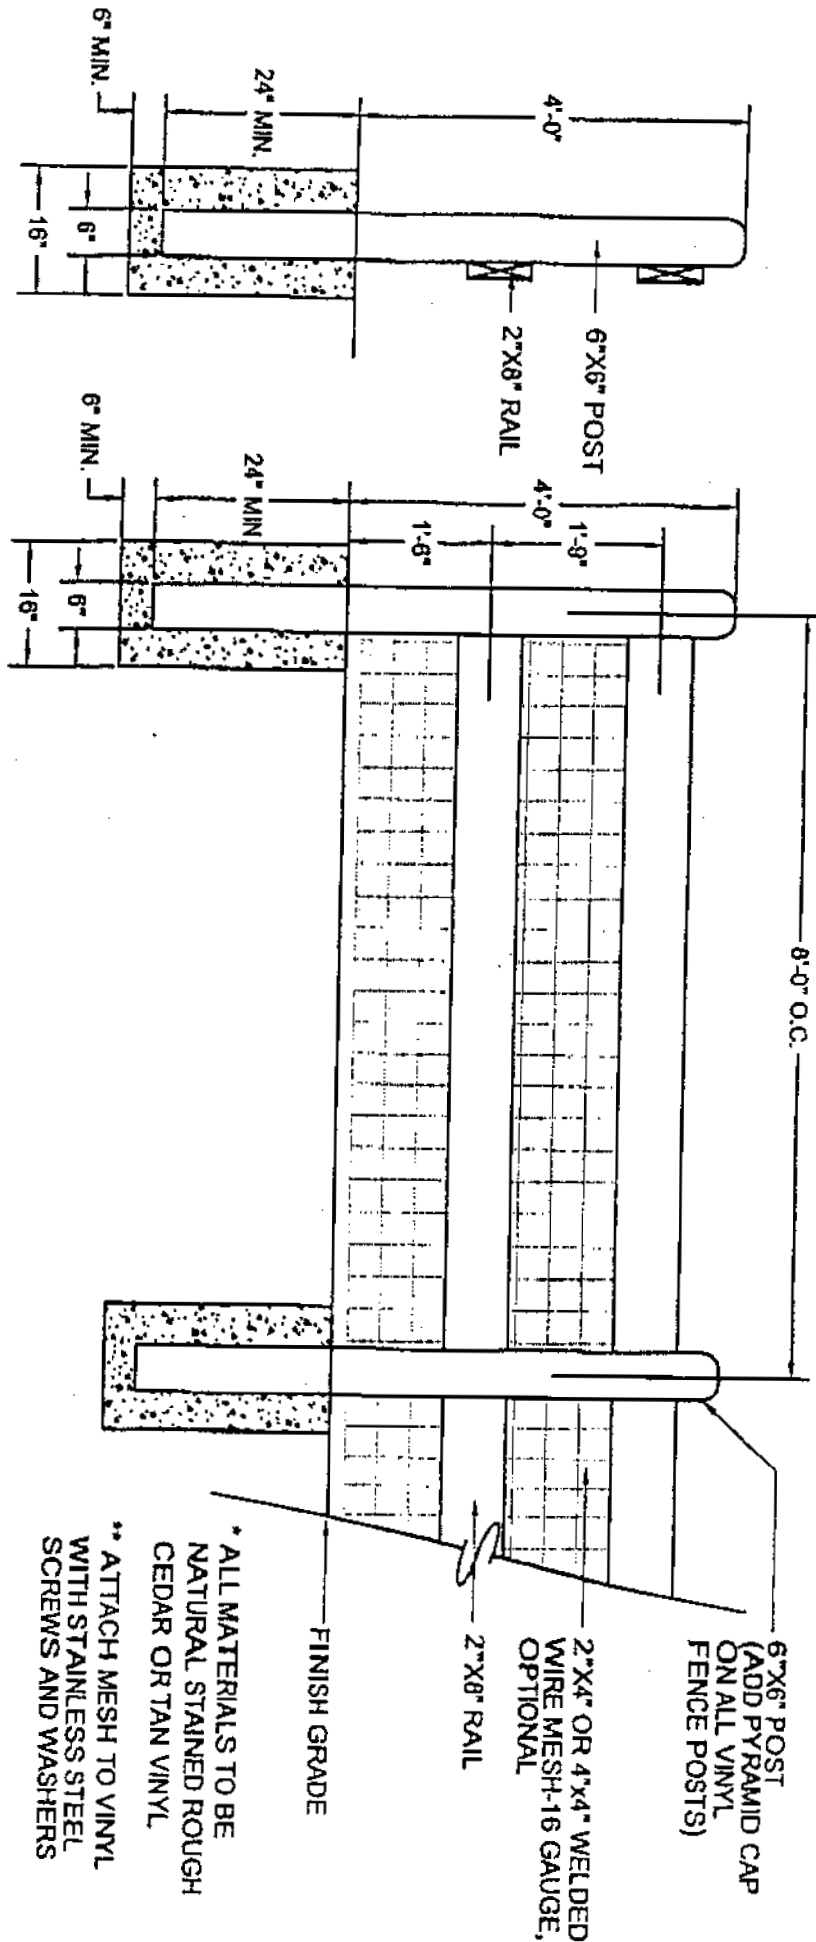 4'-0"
24" MIN.
6" MIN.
6"
16"
6"X6" POST
2"X8" RAIL
8'-0" O.C.
1'-9"
4'-0"
1'-6"
24" MIN
6" MIN.
6"
16"
6"X6" POST
(ADD PYRAMID CAP
ON ALL VINYL
FENCE POSTS)
2"X4" OR 4"x4" WELDED
WIRE MESH-16 GAUGE,
OPTIONAL
2"X8" RAIL
FINISH GRADE
* ALL MATERIALS TO BE
NATURAL STAINED ROUGH
CEDAR OR TAN VINYL
** ATTACH MESH TO VINYL
WITH STAINLESS STEEL
SCREWS AND WASHERS